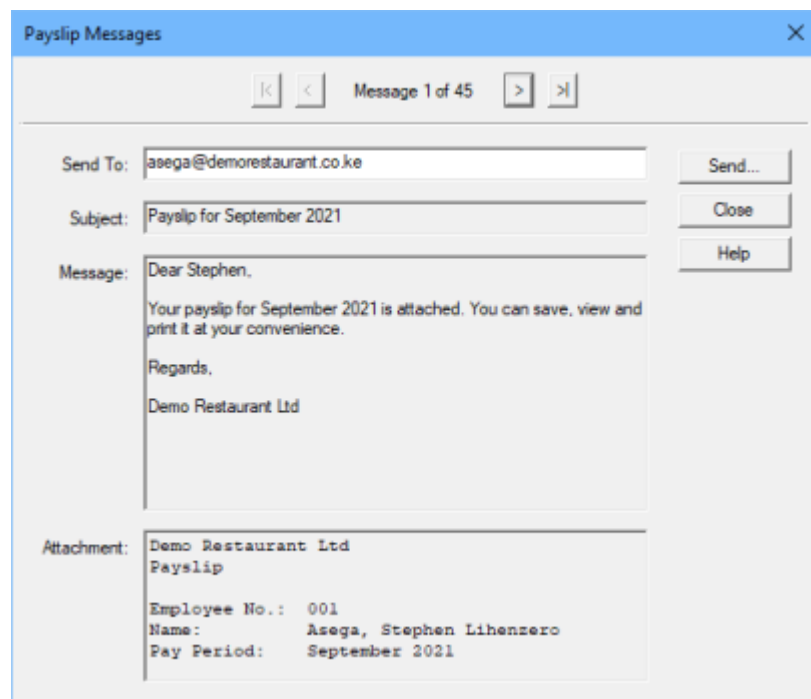 Payslip Messages
Message 1 of 45
Send To: asega@demorestaurant.co.ke
Send...
Subject: Payslip for September 2021
Close
Help
Message: Dear Stephen,
Your payslip for September 2021 is attached. You can save, view and
print it at your convenience.
Regards,
Demo Restaurant Ltd
Attachment: Demo Restaurant Ltd
Payslip
Employee No.: 001
Name: Asega, Stephen Lihenzero
Pay Period: September 2021